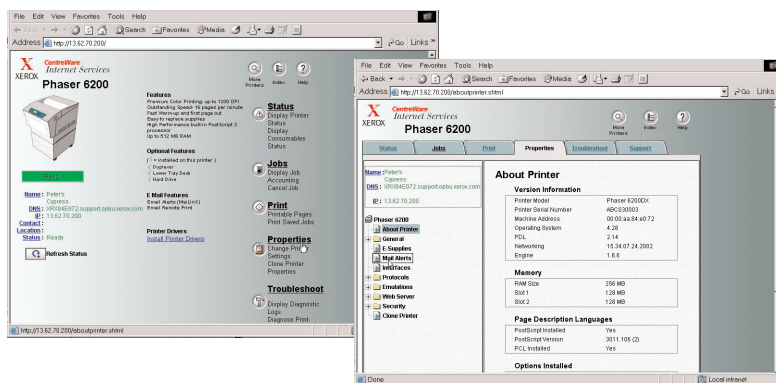 File Edit View Favorites Tools Help
Back
Search Favorites Media
Address http://13.62.70.200/
Go Links »
X
XEROX
CentreWare
Internet Services
Phaser 6200
More Printers
Index
Help
Features
Premium Color Printing- up to 1200 DPI
Outstanding Speed- 16 pages per minute
Fast Warm-up and first page out
Easy to replace supplies
High Performance built-in PostScript 3
processor
Up to 512 MB RAM
Optional Features
(√ = installed on this printer )
√ Duplexer
√ Lower Tray Deck
√ Hard Drive
E Mail Features
Email Alerts (MaiLinX)
Email Remote Print
Printer Drivers
Install Printer Drivers
Name : Peter's
Cypress
DNS : XRX84E072.support.opbu.xerox.com
IP : 13.62.70.200
Contact :
Location :
Status : Ready
Refresh Status
Status
Display Printer
Status
Display
Consumables
Status
Jobs
Display Job
Accounting
Cancel Job
Print
Printable Pages
Print Saved Jobs
Properties
Change Printer
Settings
Clone Printer
Properties
Troubleshoot
Display Diagnostic
Logs
Diagnose Print
http://13.62.70.200/aboutprinter.shtml
File Edit View Favorites Tools Help
Back
Search Favorites Media
Address http://13.62.70.200/aboutprinter.shtml
Go Links »
X
XEROX
CentreWare
Internet Services
Phaser 6200
More Printers
Index
Help
Status Jobs Print Properties Troubleshoot Support
Name : Peter's
Cypress
DNS : XRX84E072.support.opbu.xerox.com
IP : 13.62.70.200
Phaser 6200
About Printer
General
E-Supplies
Mail Alerts
Interfaces
Protocols
Emulations
Web Server
Security
Clone Printer
About Printer
Version Information
Printer Model Phaser 6200DX
Printer Serial Number ABC030003
Machine Address 00:00:aa:84:e0:72
Operating System 4.28
PDL 2.14
Networking 15.34.07.24.2002
Engine 1.6.6
Memory
RAM Size 256 MB
Slot 1 128 MB
Slot 2 128 MB
Page Description Languages
PostScript Installed Yes
PostScript Version 3011.106 (2)
PCL Installed Yes
Options Installed
Done
Local intranet